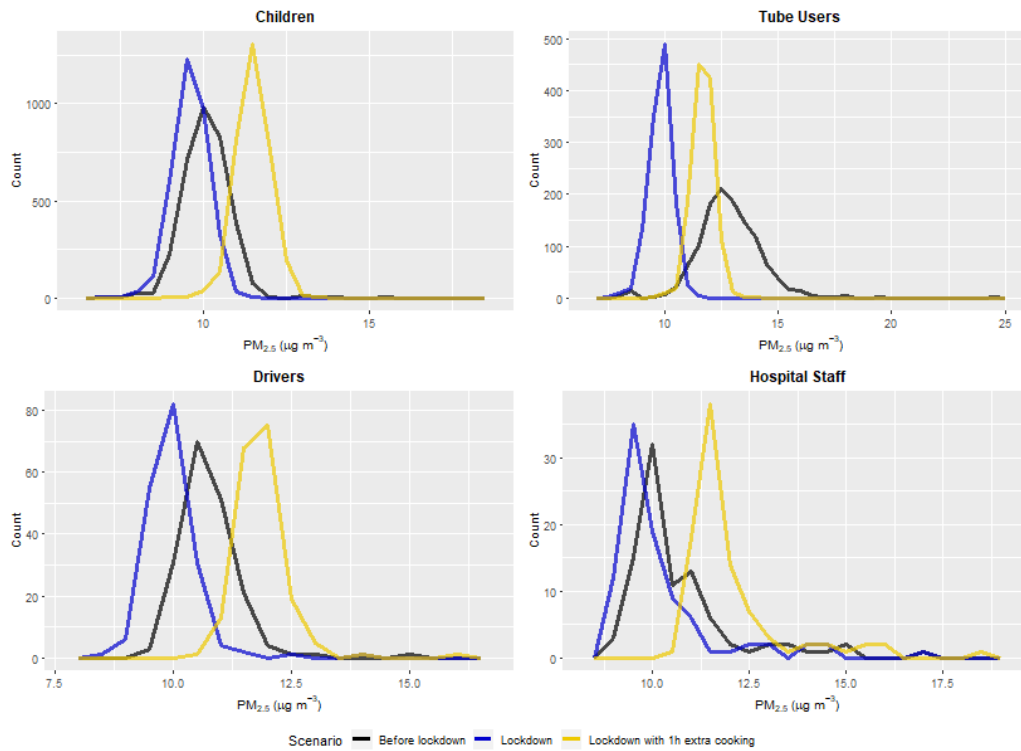 Children
Count
1000
500
0
10
15
PM2.5 (µg m−3)
Tube Users
Count
500
400
300
200
100
0
10
15
20
25
PM2.5 (µg m−3)
Drivers
Count
80
60
40
20
0
7.5
10.0
12.5
15.0
PM2.5 (µg m−3)
Hospital Staff
Count
30
20
10
0
10.0
12.5
15.0
17.5
PM2.5 (µg m−3)
Scenario Before lockdown Lockdown Lockdown with 1h extra cooking